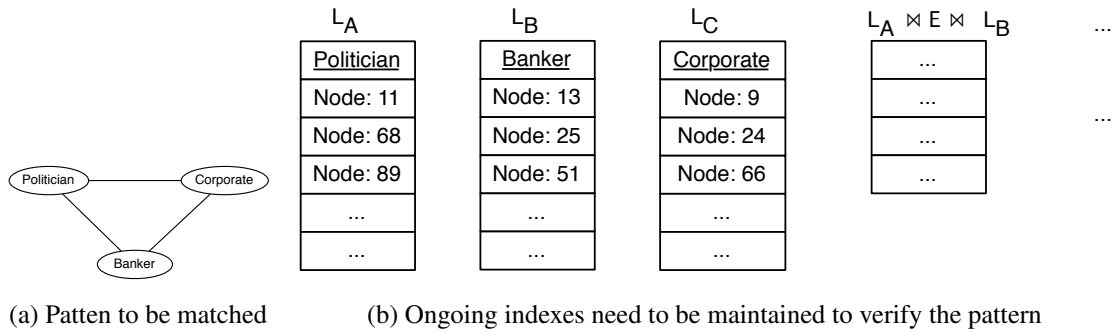 L_A L_B L_C L_A ⋈ E ⋈ L_B ...
Politician Banker Corporate ...
Node: 11 Node: 13 Node: 9 ... ...
Node: 68 Node: 25 Node: 24 ...
Node: 89 Node: 51 Node: 66 ...
... ... ...
... ... ...
Politician Corporate
Banker
(a) Patten to be matched
(b) Ongoing indexes need to be maintained to verify the pattern